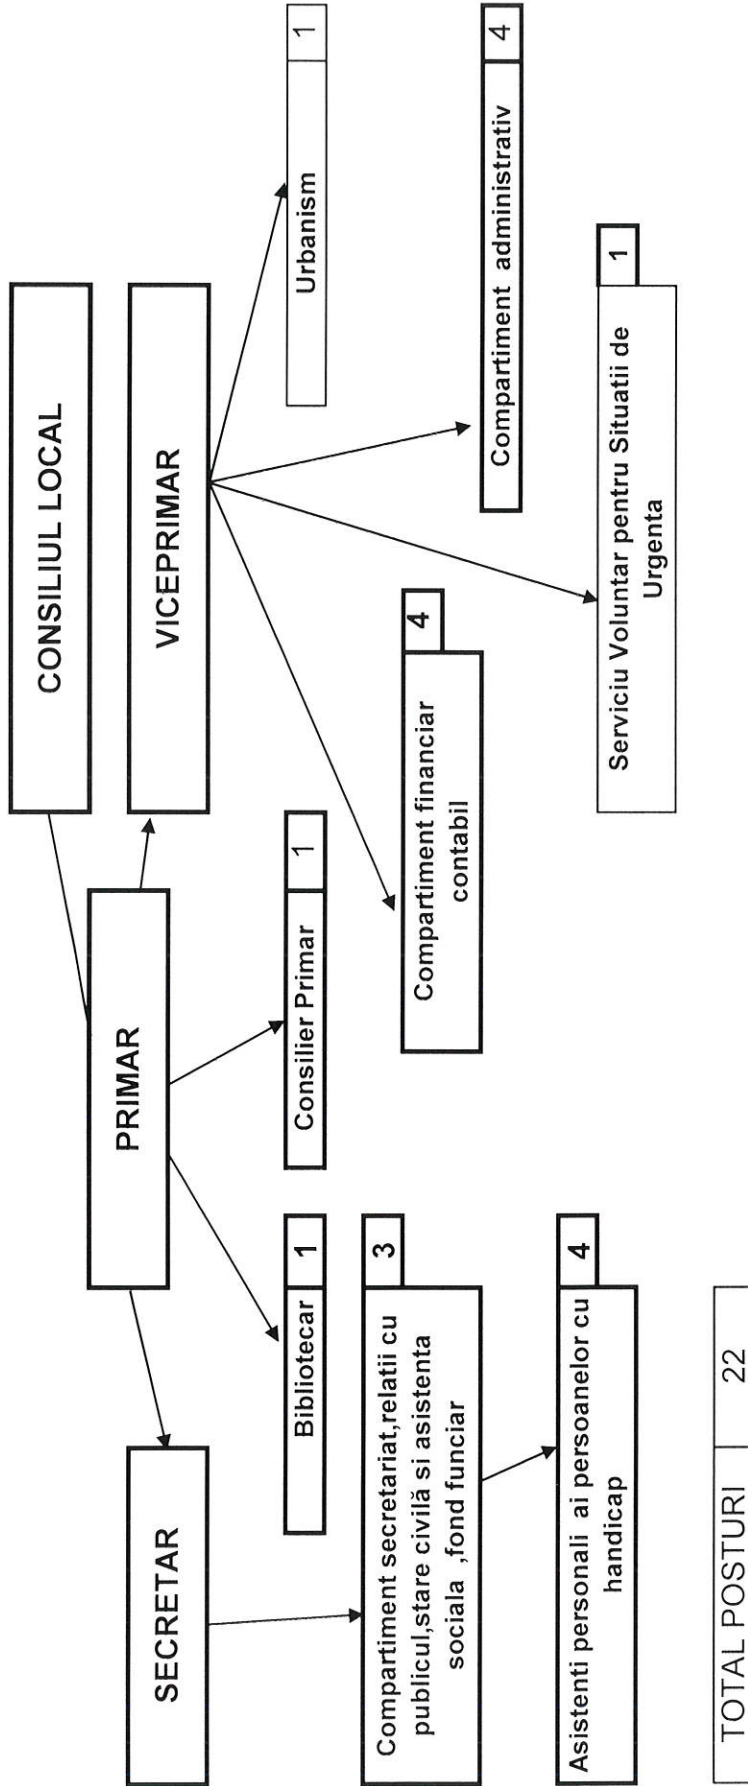 CONSILIUL LOCAL
PRIMAR
VICEPRIMAR
SECRETAR
Bibliotecar 1
Consilier Primar 1
Urbanism 1
Compartiment secretariat,relatii cu
publicul,stare civilă si asistenta
sociala ,fond funciar
3
Compartiment financiar
contabil
4
Compartiment administrativ 4
Asistenti personali ai persoanelor cu
handicap
4
Serviciu Voluntar pentru Situatii de
Urgenta
1
TOTAL POSTURI 22